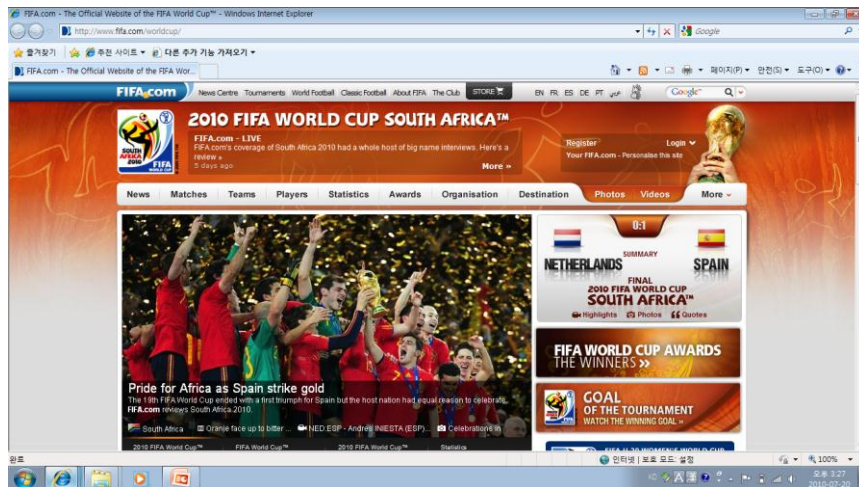 FIFA.com - The Official Website of the FIFA World Cup™ - Windows Internet Explorer
http://www.fifa.com/worldcup/
Google
즐겨찾기 추천 사이트 다른 추가 기능 가져오기
FIFA.com - The Official Website of the FIFA Wor...
페이지(P) 안전(S) 도구(O)
FIFA.com News Centre Tournaments World Football Classic Football About FIFA The Club STORE EN FR ES DE PT عربي Google
2010 FIFA WORLD CUP SOUTH AFRICA™
FIFA.com - LIVE
FIFA.com's coverage of South Africa 2010 had a whole host of big name interviews. Here's a
review »
5 days ago
More »
Register Login
Your FIFA.com - Personalise this site
SOUTH
AFRICA
2010
FIFA
WORLD CUP
News Matches Teams Players Statistics Awards Organisation Destination Photos Videos More
0:1
SUMMARY
NETHERLANDS SPAIN
FINAL
2010 FIFA WORLD CUP
SOUTH AFRICA™
Highlights Photos Quotes
FIFA WORLD CUP AWARDS
THE WINNERS »
GOAL
OF THE TOURNAMENT
WATCH THE WINNING GOAL »
Pride for Africa as Spain strike gold
The 19th FIFA World Cup ended with a first triumph for Spain but the host nation had equal reason to celebrate.
FIFA.com reviews South Africa 2010.
South Africa Oranje face up to bitter ... NED:ESP - Andres INIESTA (ESP)... Celebrations in
2010 FIFA World Cup™ FIFA World Cup™ 2010 FIFA World Cup™ Statistics
FIFA U-20 WOMEN'S WORLD CUP
완료 인터넷 | 보호 모드: 설정 100%
오후 3:27
2010-07-20